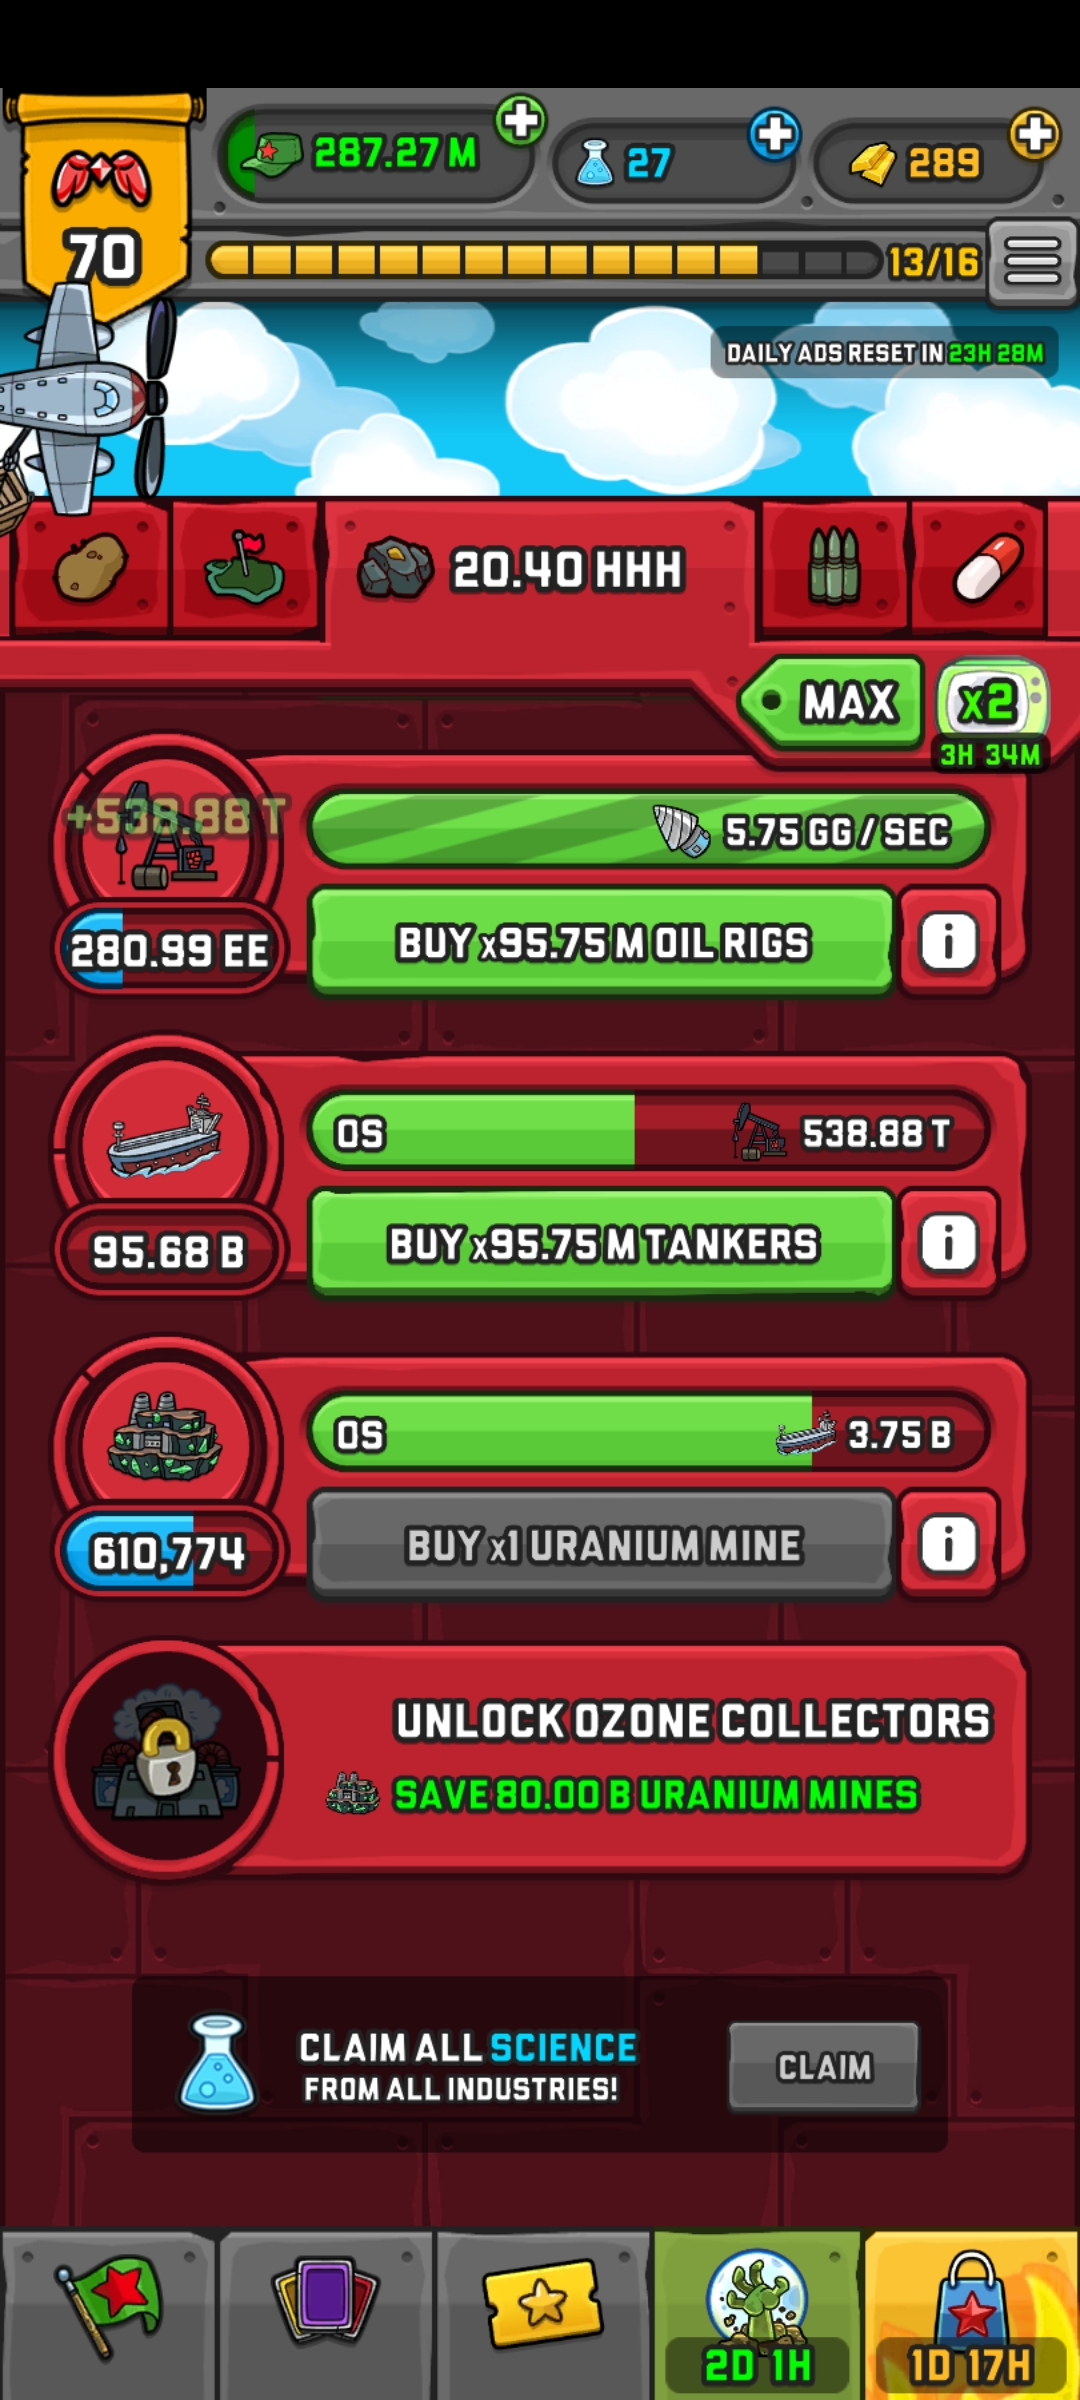 287.27 M
27
289
70
13/16
DAILY ADS RESET IN 23H 28M
20.40 HHH
MAX
x2
3H 34M
+538.88 T
5.75 GG / SEC
280.99 EE
BUY x95.75 M OIL RIGS
0S
538.88 T
95.68 B
BUY x95.75 M TANKERS
0S
3.75 B
610,774
BUY x1 URANIUM MINE
UNLOCK OZONE COLLECTORS
SAVE 80.00 B URANIUM MINES
CLAIM ALL SCIENCE
FROM ALL INDUSTRIES!
CLAIM
2D 1H
1D 17H